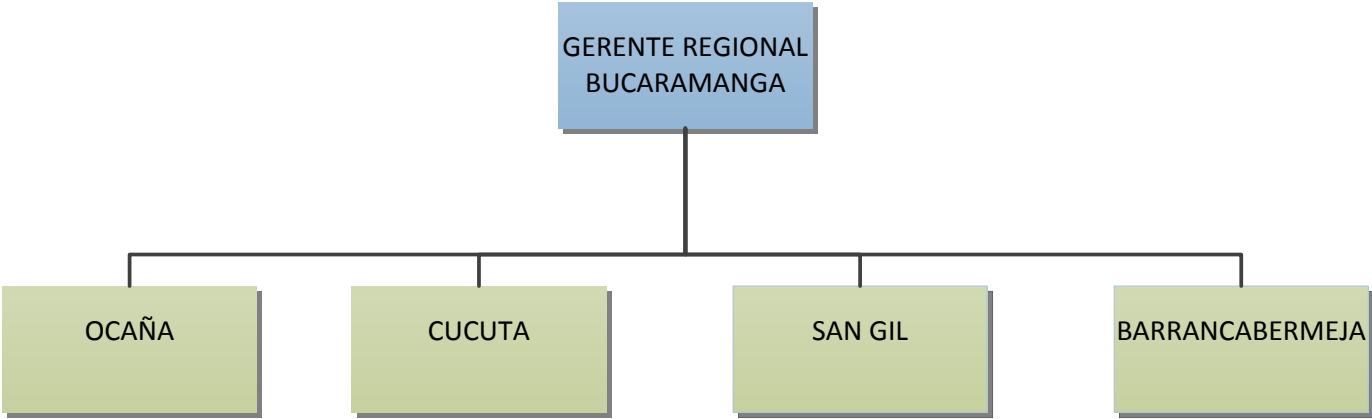 GERENTE REGIONAL
BUCARAMANGA
OCAÑA
CUCUTA
SAN GIL
BARRANCABERMEJA